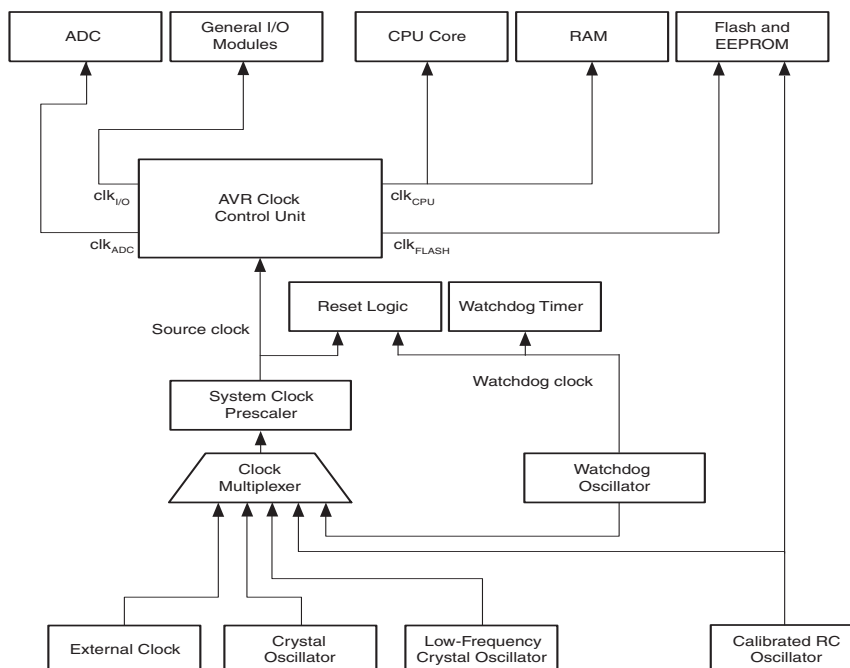 ADC
General I/O
Modules
CPU Core
RAM
Flash and
EEPROM
clkI/O
AVR Clock
Control Unit
clkCPU
clkADC
clkFLASH
Source clock
Reset Logic
Watchdog Timer
Watchdog clock
System Clock
Prescaler
Clock
Multiplexer
Watchdog
Oscillator
External Clock
Crystal
Oscillator
Low-Frequency
Crystal Oscillator
Calibrated RC
Oscillator